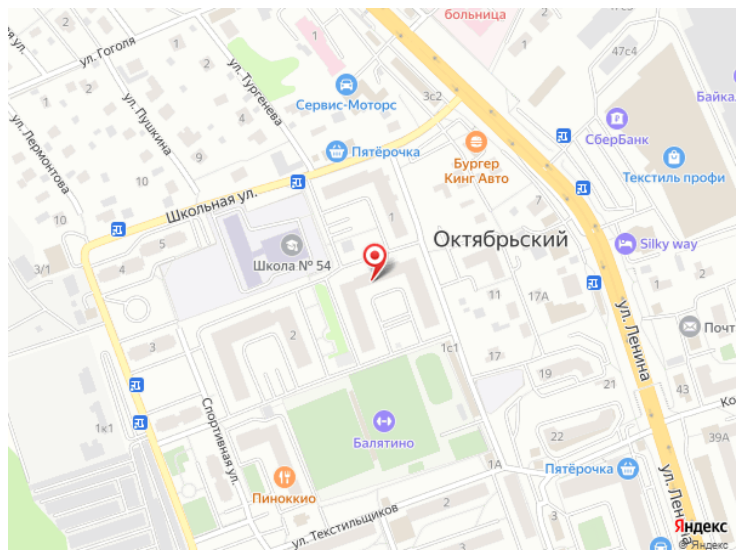 больница
47с4
ул. Гоголя
1
2
3с2
ул. Тургенева
ул. Пушкина
ул. Лермонтова
Сервис-Моторс
Байка
СберБанк
Пятёрочка
Бургер
Кинг Авто
Текстиль профи
2
9
9
10
10
7
Школьная ул.
1
Октябрьский
Silky way
Школа № 54
5
4
3/1
11
17А
1
2
ул. Ленина
Почт
2
3
1с1
17
19
21
43
1к1
Спортивная ул.
Балятино
22
Ко
39А
1А
Пятёрочка
Пиноккио
ул. Текстильщиков
2
ул. Ленина
Яндекс
© Яндекс